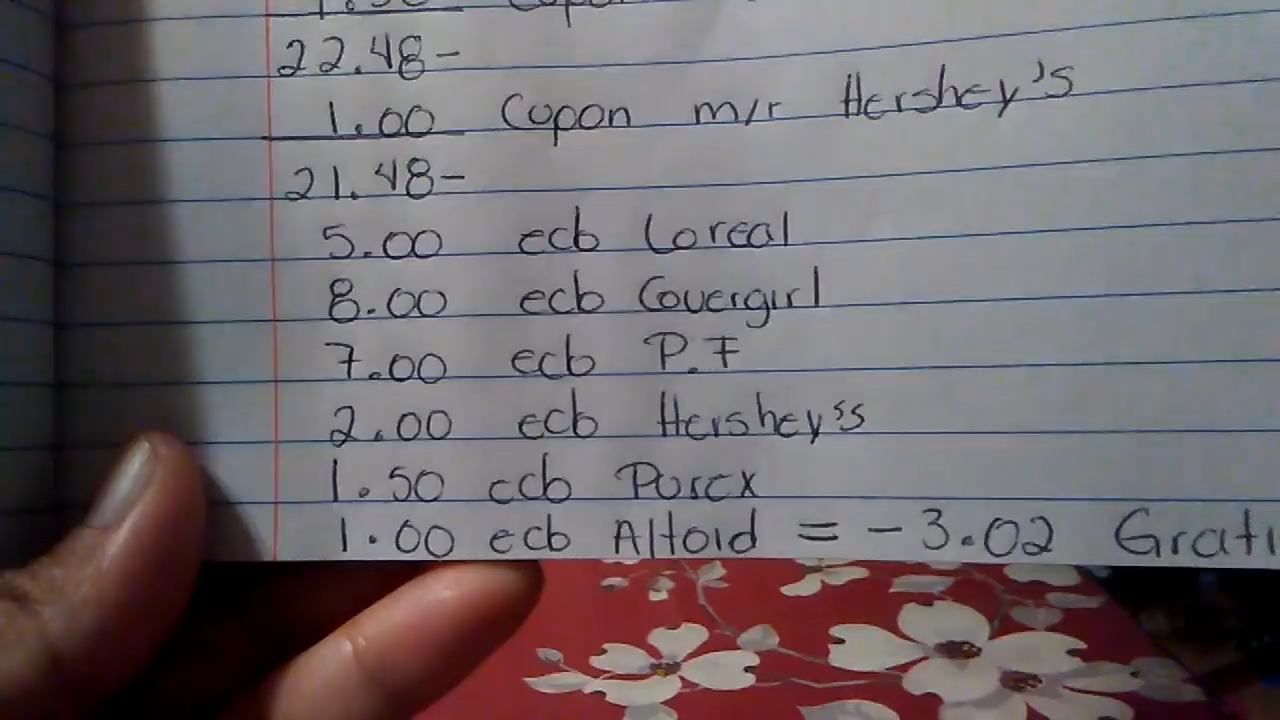 22.48-
1.00 Cupon m/r Hershey's
21.48-
5.00 ecb Loreal
8.00 ecb Covergirl
7.00 ecb P.F
2.00 ecb Hershey's
1.50 ecb Purex
1.00 ecb Altoid = -3.02 Grati